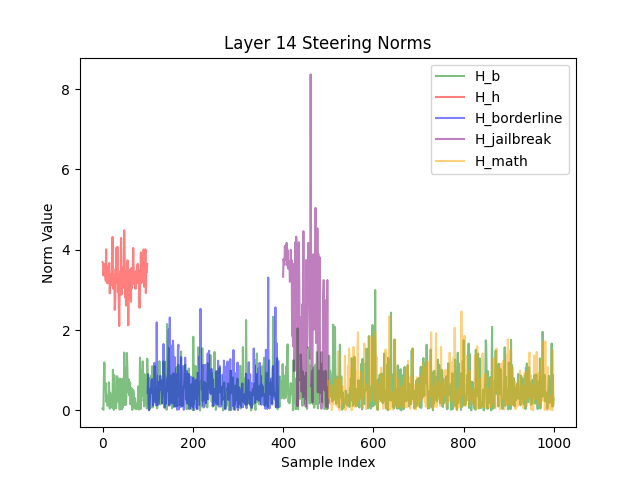 Layer 14 Steering Norms
H_b
H_h
H_borderline
H_jailbreak
H_math
Norm Value
8
6
4
2
0
0 200 400 600 800 1000
Sample Index